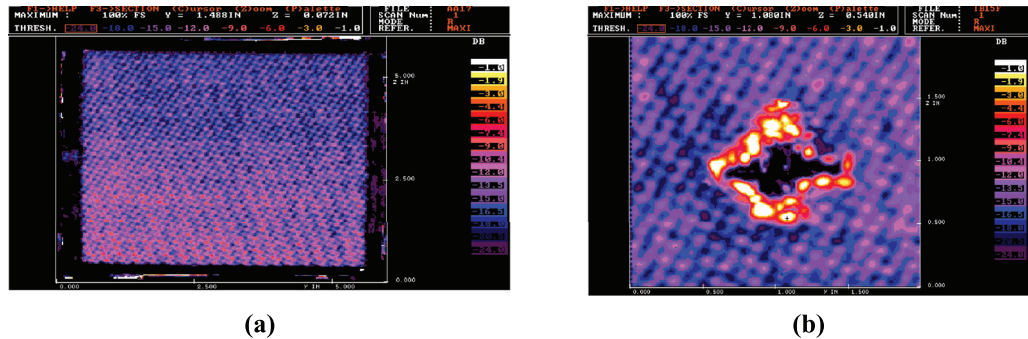 F1->HELP F3->SECTION (C)ursor (Z)oom (P)alette
MAXIMUM: 100% FS Y = 1.488IN Z = 0.072IN
THRESH. -24.0 -18.0 -15.0 -12.0 -9.0 -6.0 -3.0 -1.0
FILE : AA17
SCAN Num: 1
MODE : R
REFER. : MAXI
DB
-1.0
-1.9
-3.0
-4.4
-6.0
-7.4
-9.0
-10.4
-12.0
-13.5
-15.0
-16.5
-18.0
-24.0
5.000
Z IN
2.500
0.000
0.000
2.500
Y IN
5.000
(a)
F1->HELP F3->SECTION (C)ursor (Z)oom (P)alette
MAXIMUM: 100% FS Y = 1.080IN Z = 0.540IN
THRESH. -24.0 -18.0 -15.0 -12.0 -9.0 -6.0 -3.0 -1.0
FILE :
SCAN Num: 1
MODE : R
REFER. : MAXI
DB
-1.0
-1.9
-3.0
-4.4
-6.0
-7.4
-9.0
-10.4
-12.0
-13.5
-15.0
-16.5
-18.0
-24.0
1.500
Z IN
1.000
0.500
0.000
0.000
0.500
1.000
Y IN
1.500
(b)